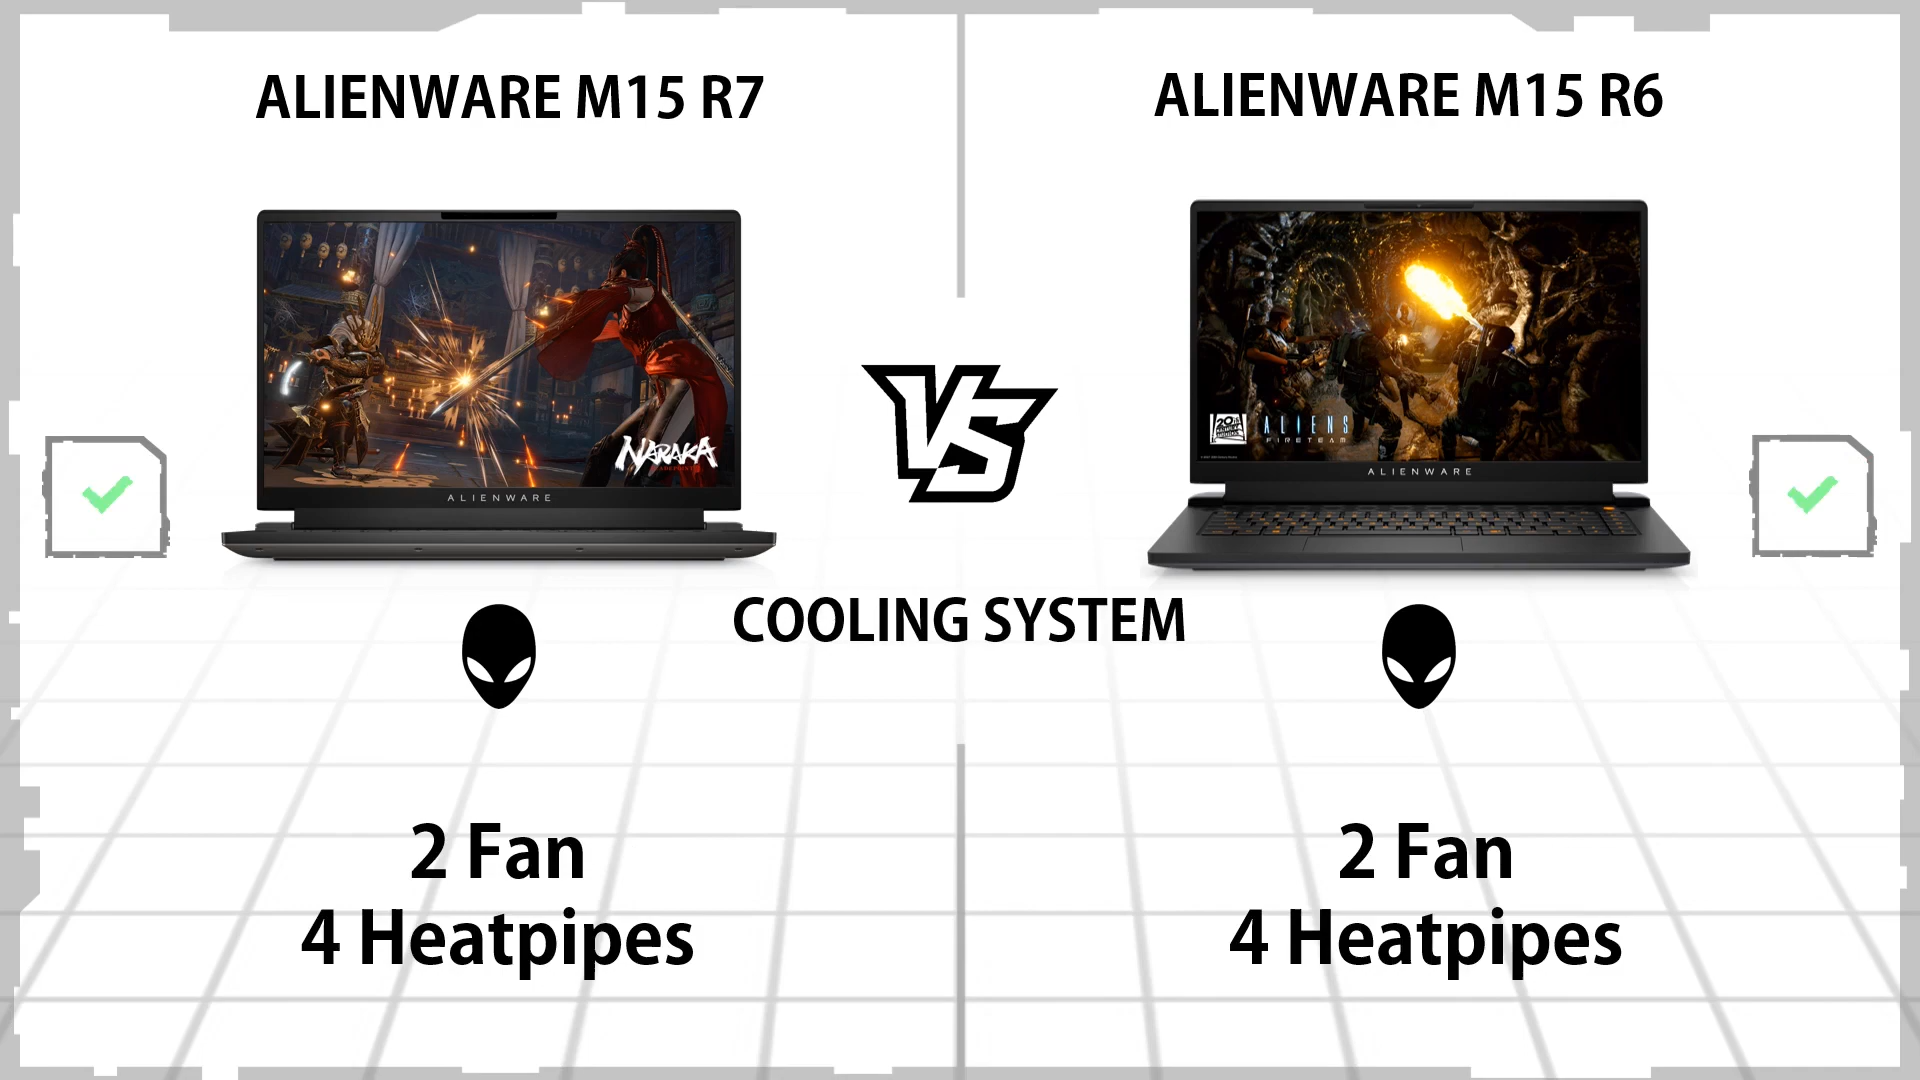 ALIENWARE M15 R7
ALIENWARE M15 R6
NARAKA
20th
ALIENS
FIRETEAM
ALIENWARE
ALIENWARE
VS
COOLING SYSTEM
2 Fan
4 Heatpipes
2 Fan
4 Heatpipes